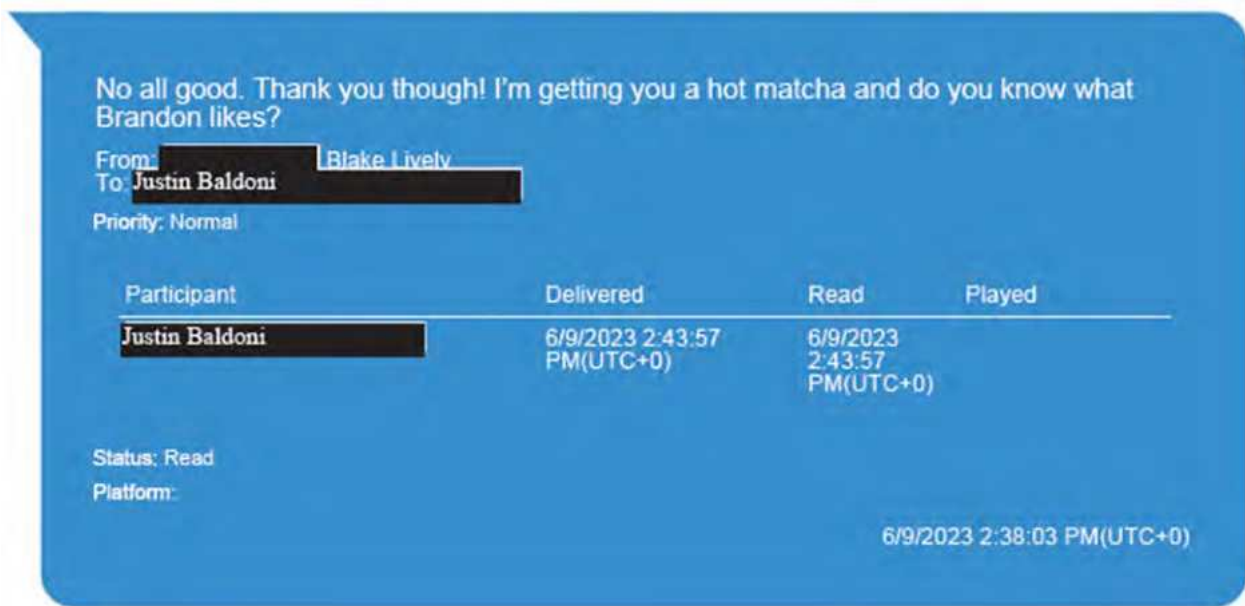 No all good. Thank you though! I'm getting you a hot matcha and do you know what
Brandon likes?
From: Blake Lively
To: Justin Baldoni
Priority: Normal
Participant Delivered Read Played
Justin Baldoni 6/9/2023 2:43:57 6/9/2023
PM(UTC+0) 2:43:57
PM(UTC+0)
Status: Read
Platform:
6/9/2023 2:38:03 PM(UTC+0)